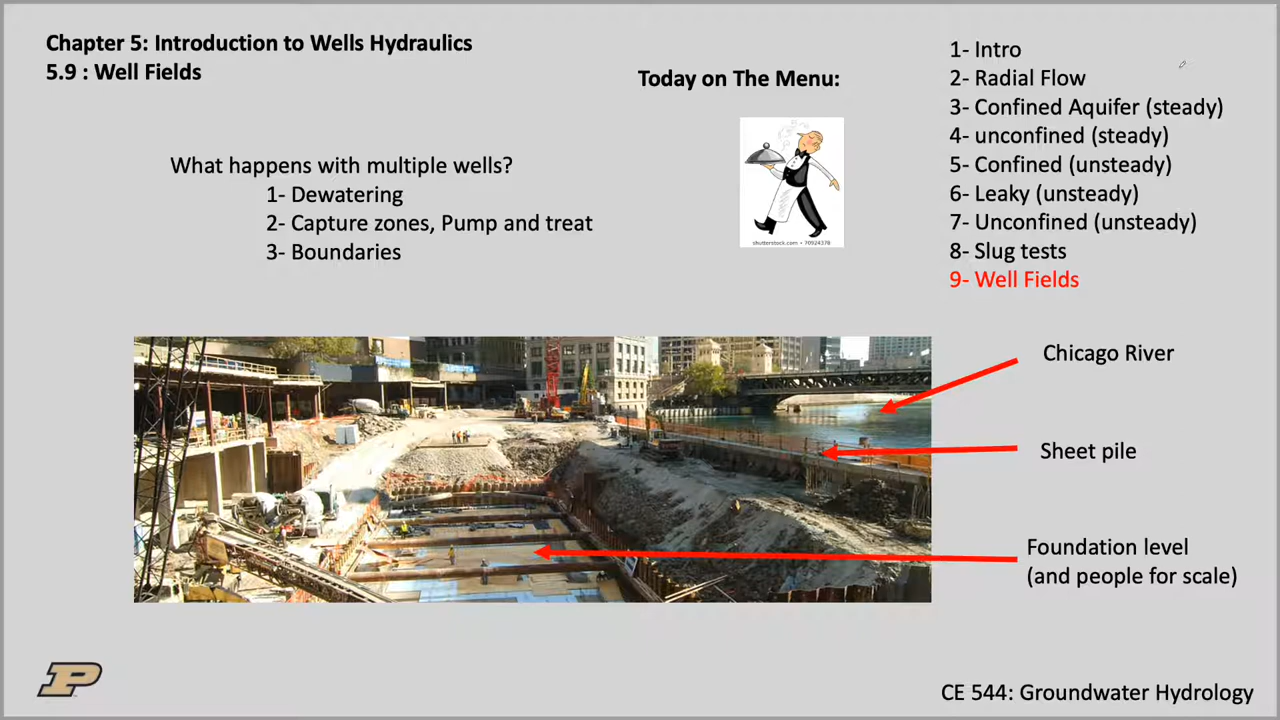 Chapter 5: Introduction to Wells Hydraulics
5.9 : Well Fields
What happens with multiple wells?
1- Dewatering
2- Capture zones, Pump and treat
3- Boundaries
Today on The Menu:
shutterstock.com • 70924378
1- Intro
2- Radial Flow
3- Confined Aquifer (steady)
4- unconfined (steady)
5- Confined (unsteady)
6- Leaky (unsteady)
7- Unconfined (unsteady)
8- Slug tests
9- Well Fields
Chicago River
Sheet pile
Foundation level
(and people for scale)
P
CE 544: Groundwater Hydrology